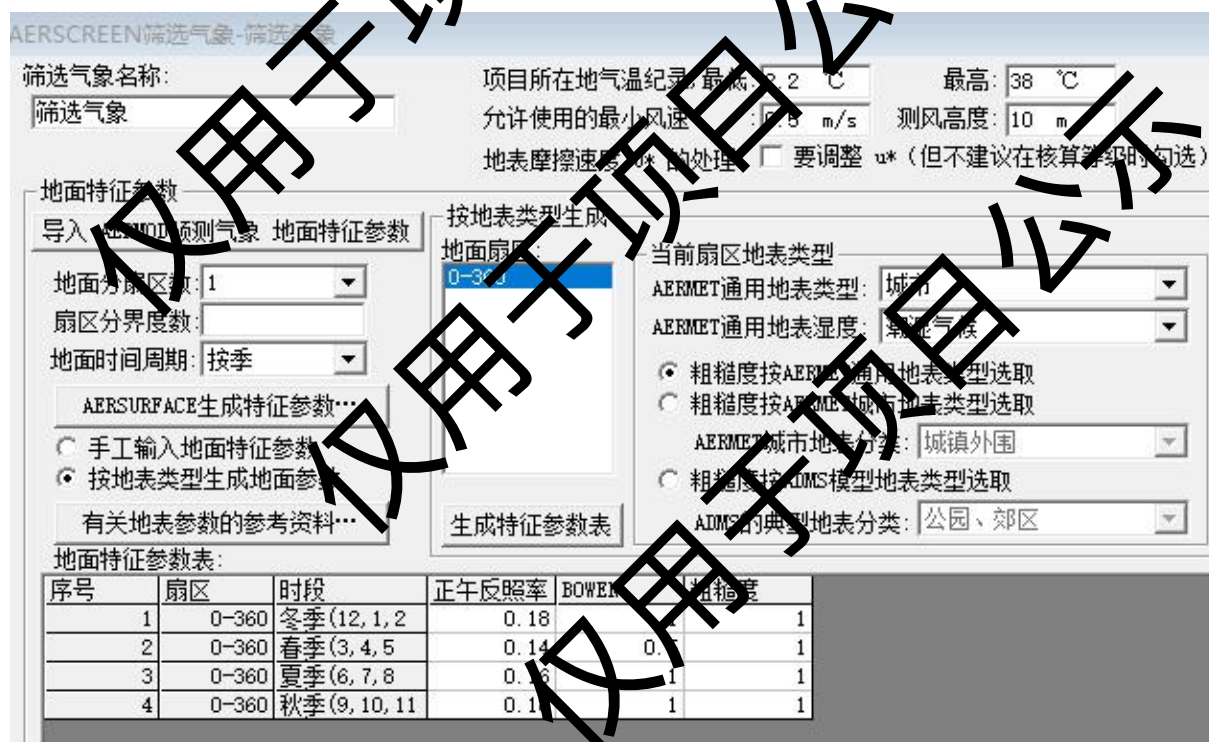 AERSCREEN筛选气象-筛选气象
筛选气象名称:
筛选气象
项目所在地气温纪录 最低: 2.2 ℃ 最高: 38 ℃
允许使用的最小风速 : 0.5 m/s 测风高度: 10 m
地表摩擦速度 u* 的处理 要调整 u*(但不建议在核算等级时勾选)
地面特征参数
导入 AERMOD预测气象 地面特征参数
地面分扇区数: 1
扇区分界度数:
地面时间周期: 按季
AERSURFACE生成特征参数…
手工输入地面特征参数
按地表类型生成地面参数
有关地表参数的参考资料…
按地表类型生成
地面扇区:
0-360
生成特征参数表
当前扇区地表类型
AERMET通用地表类型: 城市
AERMET通用地表湿度: 潮湿气候
粗糙度按AERMET通用地表类型选取
粗糙度按AERMET城市地表类型选取
AERMET城市地表分类: 城镇外围
粗糙度按ADMS模型地表类型选取
ADMS的典型地表分类: 公园、郊区
地面特征参数表:
序号 扇区 时段 正午反照率 BOWEN 粗糙度
1 0-360 冬季(12,1,2 0.18 1
2 0-360 春季(3,4,5 0.14 1
3 0-360 夏季(6,7,8 0.16 1 1
4 0-360 秋季(9,10,11 1 1
仅用于项目公示
仅用于项目公示
仅用于项目公示